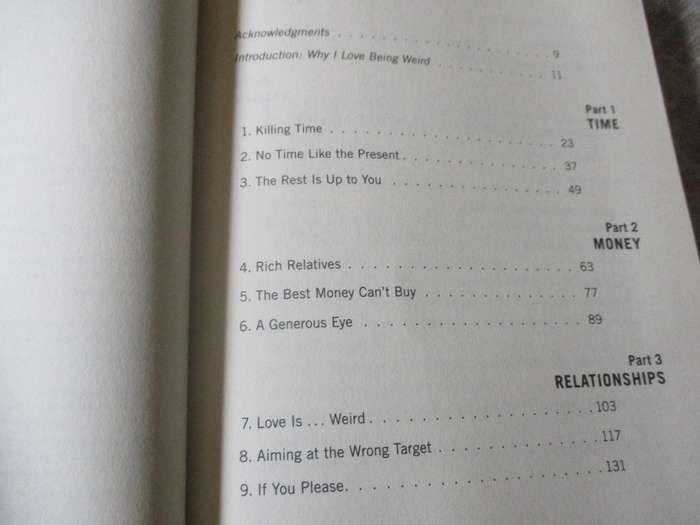 Acknowledgments . . . . . . . . . . . . . . . . . . . . 9
Introduction: Why I Love Being Weird . . . . . . . . . . 11
Part 1
TIME
1. Killing Time . . . . . . . . . . . . . . . . . . . . 23
2. No Time Like the Present . . . . . . . . . . . . . . 37
3. The Rest Is Up to You . . . . . . . . . . . . . . . 49
Part 2
MONEY
4. Rich Relatives . . . . . . . . . . . . . . . . . . . 63
5. The Best Money Can't Buy . . . . . . . . . . . . . 77
6. A Generous Eye . . . . . . . . . . . . . . . . . . 89
Part 3
RELATIONSHIPS
7. Love Is ... Weird . . . . . . . . . . . . . . . . . . 103
8. Aiming at the Wrong Target . . . . . . . . . . . . . 117
9. If You Please. . . . . . . . . . . . . . . . . . . . 131